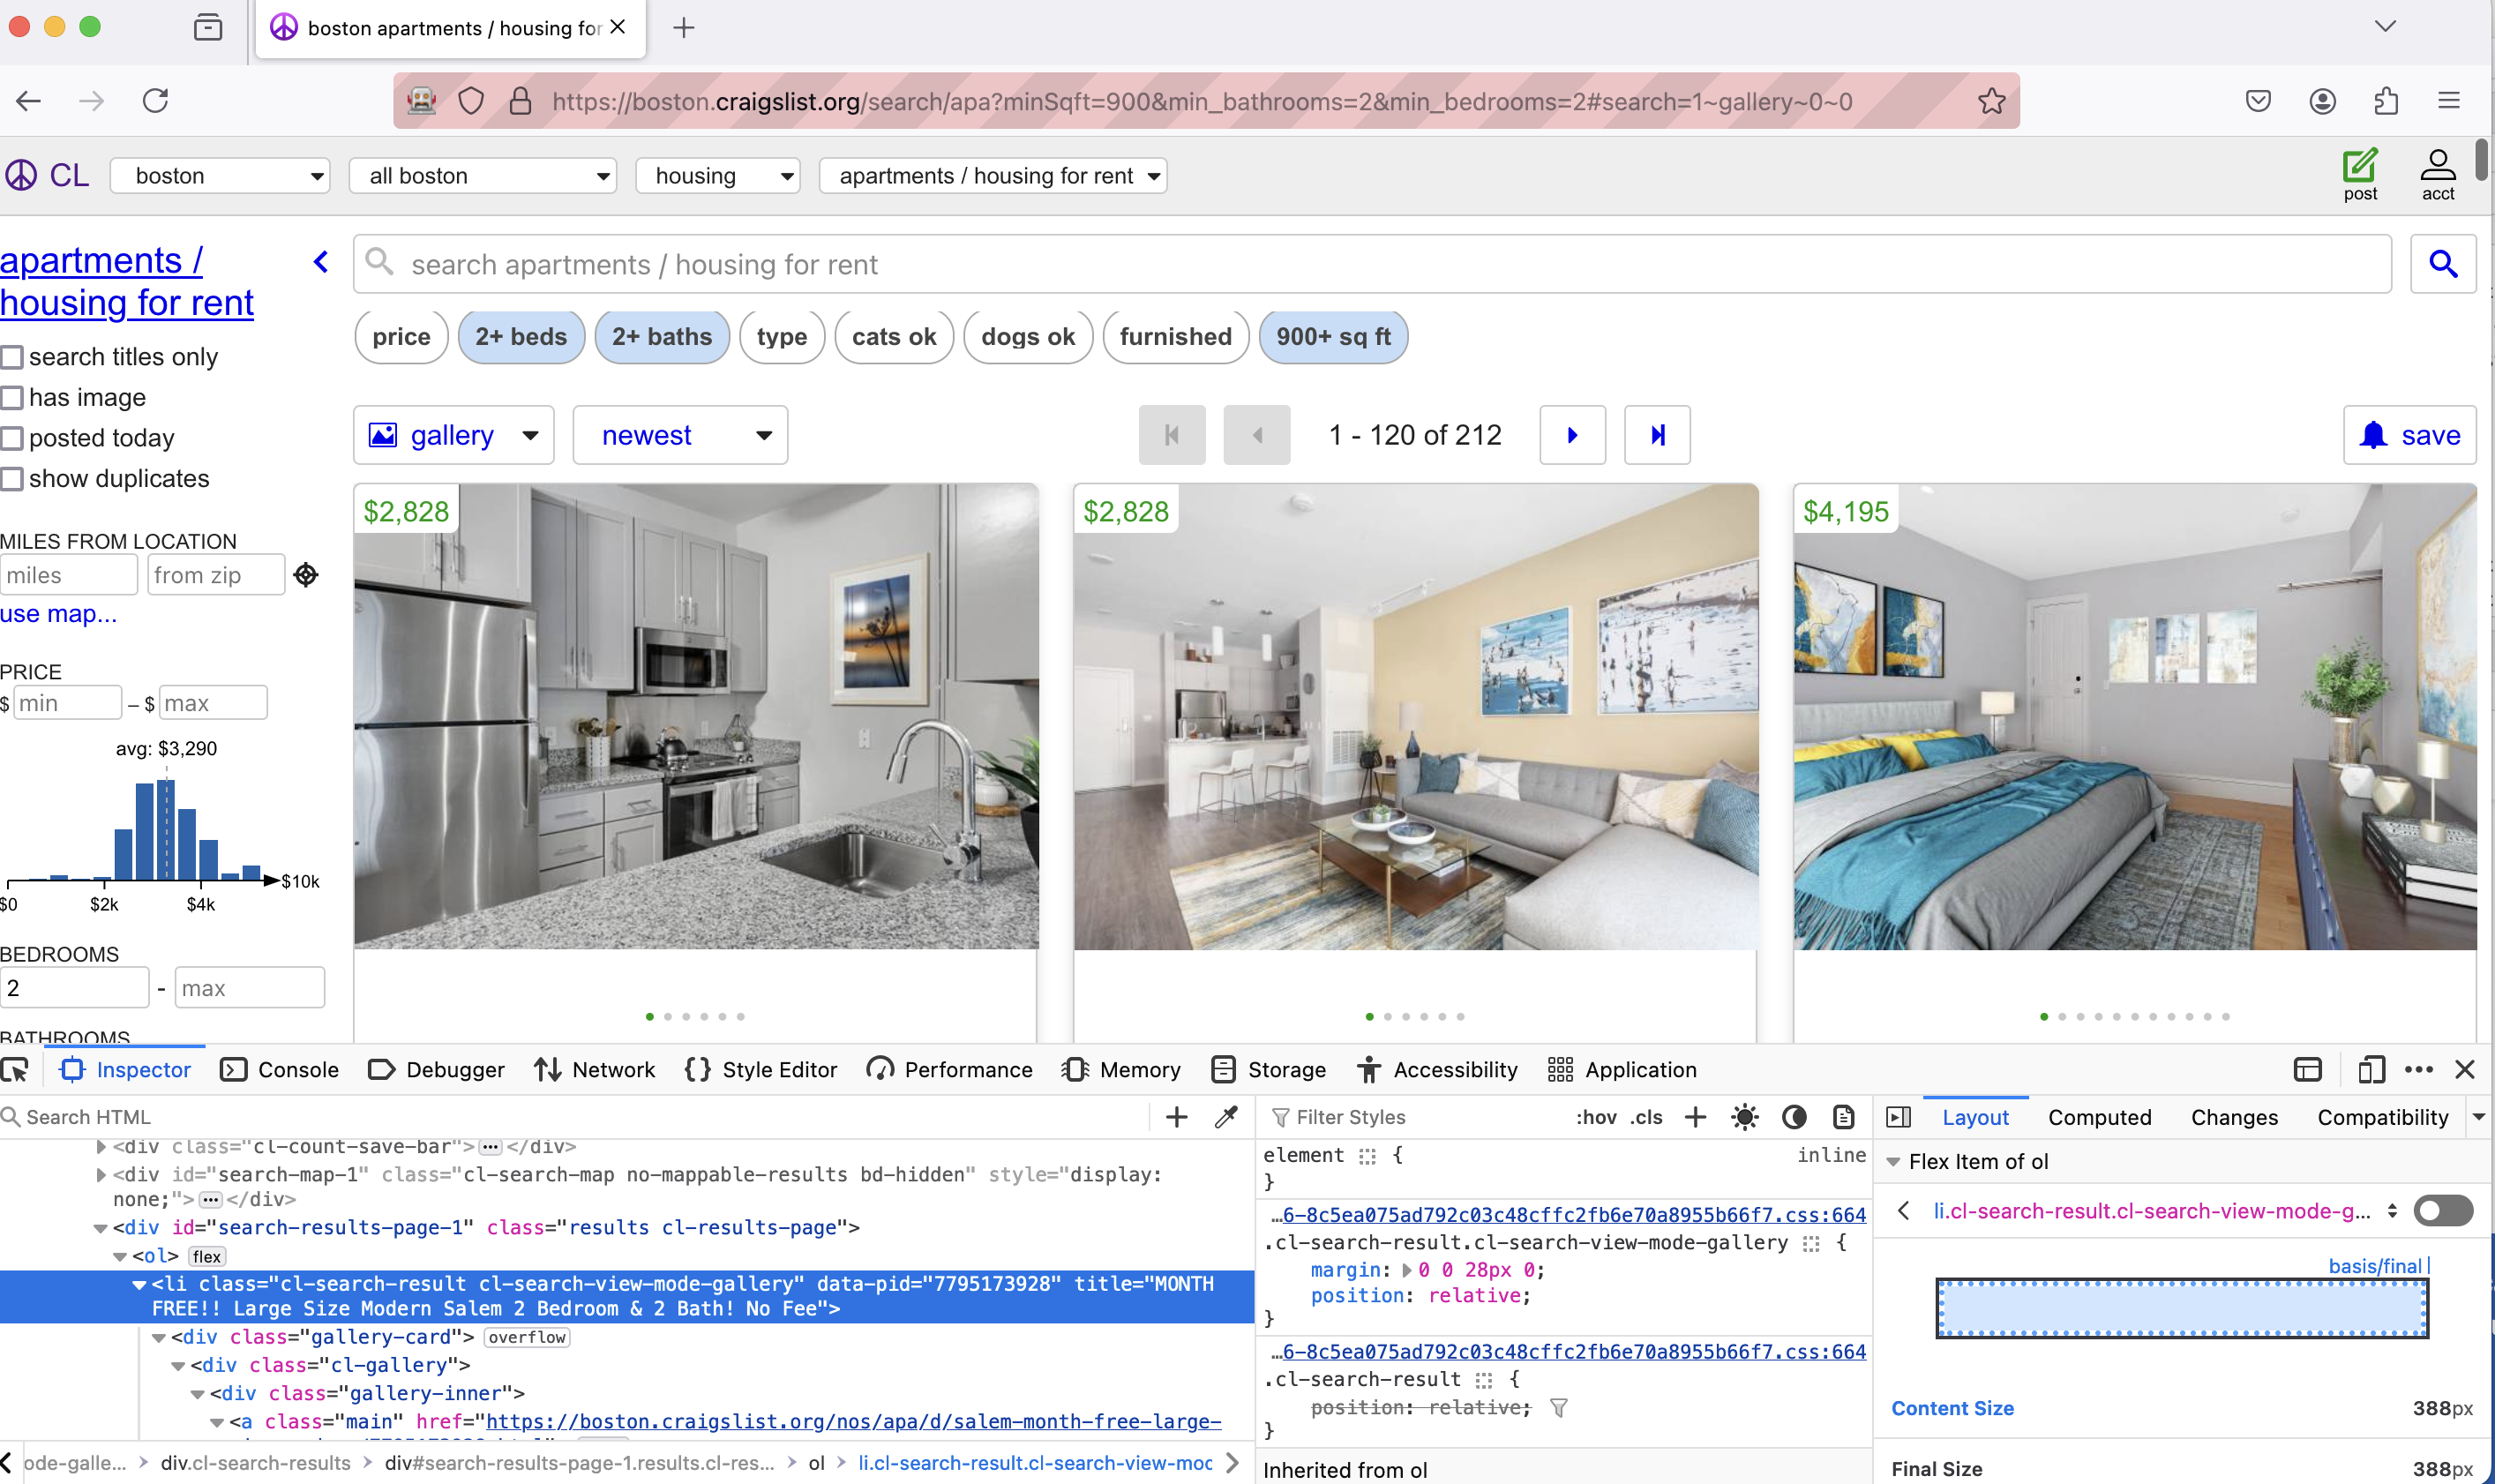 boston apartments / housing for
https://boston.craigslist.org/search/apa?minSqft=900&min_bathrooms=2&min_bedrooms=2#search=1~gallery~0~0
CL boston all boston housing apartments / housing for rent post acct
apartments /
housing for rent
search apartments / housing for rent
price 2+ beds 2+ baths type cats ok dogs ok furnished 900+ sq ft
search titles only
has image
posted today
show duplicates
gallery newest 1 - 120 of 212 save
$2,828 $2,828 $4,195
MILES FROM LOCATION
miles from zip
use map...
PRICE
$ min – $ max
avg: $3,290
$10k
$0 $2k $4k
BEDROOMS
2 - max
BATHROOMS
Inspector Console Debugger Network Style Editor Performance Memory Storage Accessibility Application
Search HTML
<div class="cl-count-save-bar">…</div>
<div id="search-map-1" class="cl-search-map no-mappable-results bd-hidden" style="display:
none;">…</div>
<div id="search-results-page-1" class="results cl-results-page">
<ol> flex
<li class="cl-search-result cl-search-view-mode-gallery" data-pid="7795173928" title="MONTH
FREE!! Large Size Modern Salem 2 Bedroom & 2 Bath! No Fee">
<div class="gallery-card"> overflow
<div class="cl-gallery">
<div class="gallery-inner">
<a class="main" href="https://boston.craigslist.org/nos/apa/d/salem-month-free-large-
ode-galle... > div.cl-search-results > div#search-results-page-1.results.cl-res... > ol > li.cl-search-result.cl-search-view-moc
Filter Styles :hov .cls
element { inline
}
…6-8c5ea075ad792c03c48cffc2fb6e70a8955b66f7.css:664
.cl-search-result.cl-search-view-mode-gallery {
margin: 0 0 28px 0;
position: relative;
}
…6-8c5ea075ad792c03c48cffc2fb6e70a8955b66f7.css:664
.cl-search-result {
position: relative;
}
Inherited from ol
Layout Computed Changes Compatibility
Flex Item of ol
li.cl-search-result.cl-search-view-mode-g...
basis/final
Content Size 388px
Final Size 388px